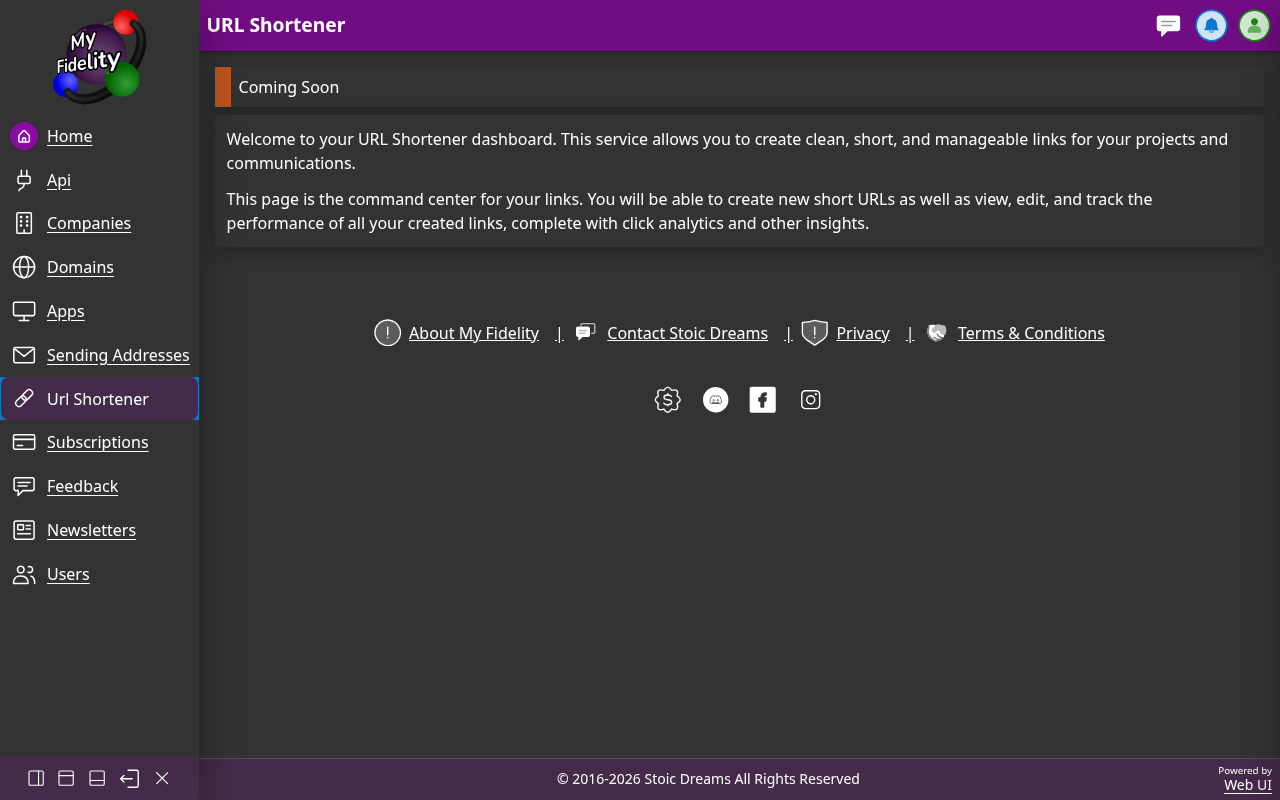 My
Fidelity
Home
Api
Companies
Domains
Apps
Sending Addresses
Url Shortener
Subscriptions
Feedback
Newsletters
Users
URL Shortener
Coming Soon
Welcome to your URL Shortener dashboard. This service allows you to create clean, short, and manageable links for your projects and
communications.
This page is the command center for your links. You will be able to create new short URLs as well as view, edit, and track the
performance of all your created links, complete with click analytics and other insights.
About My Fidelity | Contact Stoic Dreams | Privacy | Terms & Conditions
© 2016-2026 Stoic Dreams All Rights Reserved
Powered by
Web UI